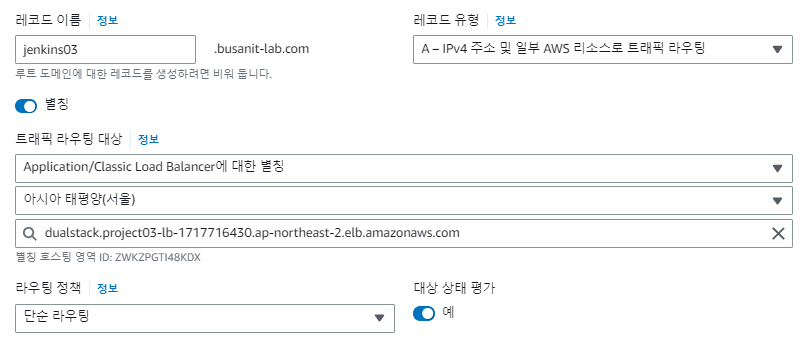 레코드 이름 정보
레코드 유형 정보
jenkins03 .busanit-lab.com
A – IPv4 주소 및 일부 AWS 리소스로 트래픽 라우팅
루트 도메인에 대한 레코드를 생성하려면 비워 둡니다.
별칭
트래픽 라우팅 대상 정보
Application/Classic Load Balancer에 대한 별칭
아시아 태평양(서울)
dualstack.project03-lb-1717716430.ap-northeast-2.elb.amazonaws.com
별칭 호스팅 영역 ID: ZWKZPGTI48KDX
라우팅 정책 정보
대상 상태 평가
단순 라우팅
예